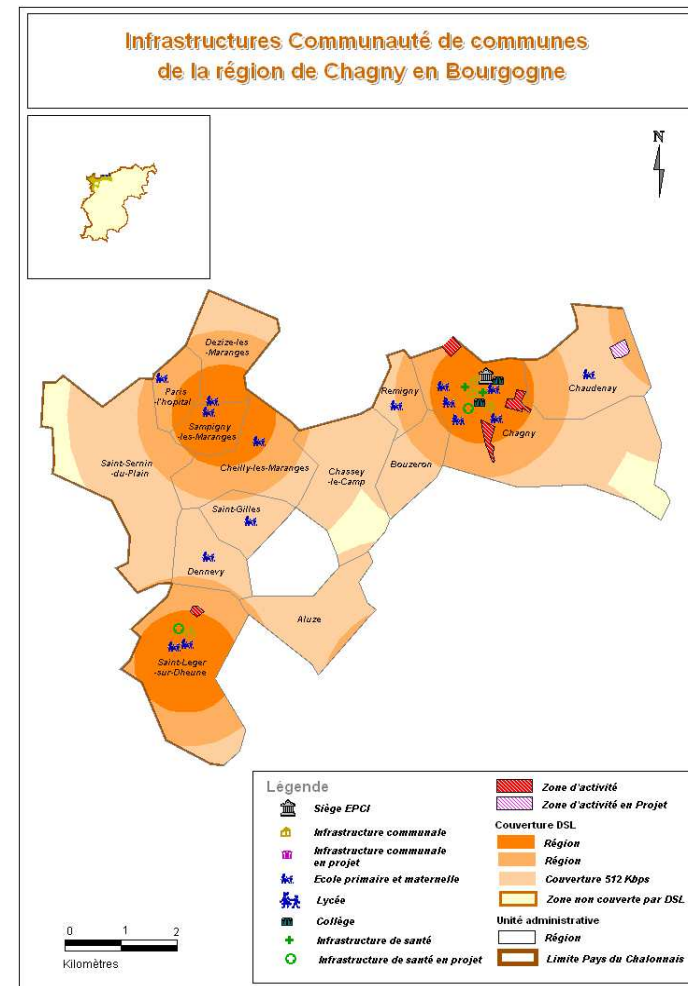 Infrastructures Communauté de communes
de la région de Chagny en Bourgogne
N
Dezize-les
-Maranges
Paris
-l'hopital
Sampigny
-les-Maranges
Cheilly-les-Maranges
Saint-Sernin
-du-Plain
Saint-Gilles
Dennevy
Saint-Leger
-sur-Dheune
Aluze
Chassey
-le-Camp
Remigny
Bouzeron
Chagny
Chaudenay
0 1 2
Kilomètres
Légende
Siège EPCI
Infrastructure communale
Infrastructure communale
en projet
Ecole primaire et maternelle
Lycée
Collège
Infrastructure de santé
Infrastructure de santé en projet
Zone d'activité
Zone d'activité en Projet
Couverture DSL
Région
Région
Couverture 512 Kbps
Zone non couverte par DSL
Unité administrative
Région
Limite Pays du Chalonnais